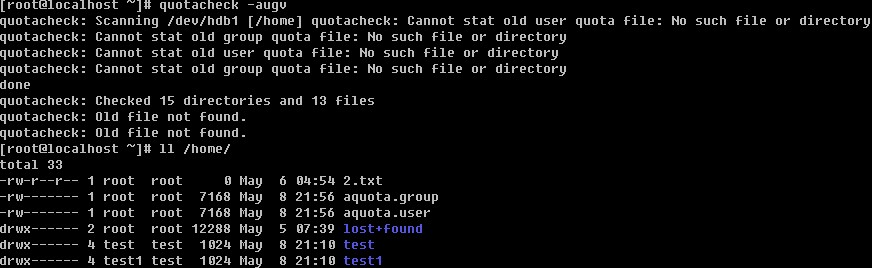 [root@localhost ~]# quotacheck -augv
quotacheck: Scanning /dev/hdb1 [/home] quotacheck: Cannot stat old user quota file: No such file or directory
quotacheck: Cannot stat old group quota file: No such file or directory
quotacheck: Cannot stat old user quota file: No such file or directory
quotacheck: Cannot stat old group quota file: No such file or directory
done
quotacheck: Checked 15 directories and 13 files
quotacheck: Old file not found.
quotacheck: Old file not found.
[root@localhost ~]# ll /home/
total 33
-rw-r--r-- 1 root  root      0 May  6 04:54 2.txt
-rw------- 1 root  root   7168 May  8 21:56 aquota.group
-rw------- 1 root  root   7168 May  8 21:56 aquota.user
drwx------ 2 root  root  12288 May  5 07:39 lost+found
drwx------ 4 test  test   1024 May  8 21:10 test
drwx------ 4 test1 test1  1024 May  8 21:10 test1